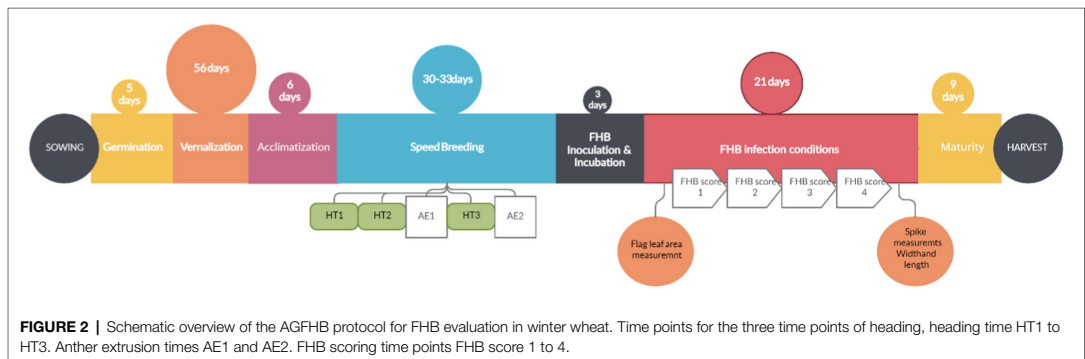 56days
30-33days
21days
5
days
6
days
3
days
9
days
SOWING
Germination
Vernalization
Acclimatization
Speed Breeding
FHB
Inoculation &
Incubation
FHB infection conditions
Maturity
HARVEST
HT1
HT2
AE1
HT3
AE2
FHB score
1
FHB score
2
FHB score
3
FHB score
4
Flag leaf area
measuremnt
Spike
measuremts
Widthand
length
FIGURE 2 | Schematic overview of the AGFHB protocol for FHB evaluation in winter wheat. Time points for the three time points of heading, heading time HT1 to
HT3. Anther extrusion times AE1 and AE2. FHB scoring time points FHB score 1 to 4.